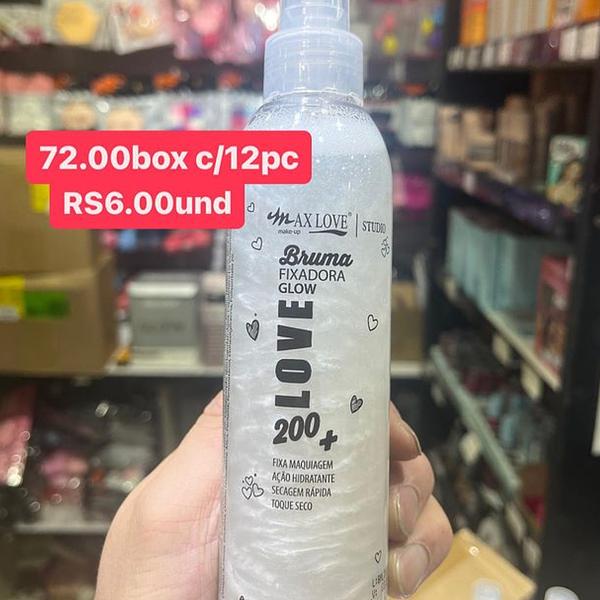 72.00box c/12pc
RS6.00und
MAX LOVE® | STUDIO
make-up
Bruma
FIXADORA
GLOW
LOVE
200+
FIXA MAQUIAGEM
AÇÃO HIDRATANTE
SECAGEM RÁPIDA
TOQUE SECO